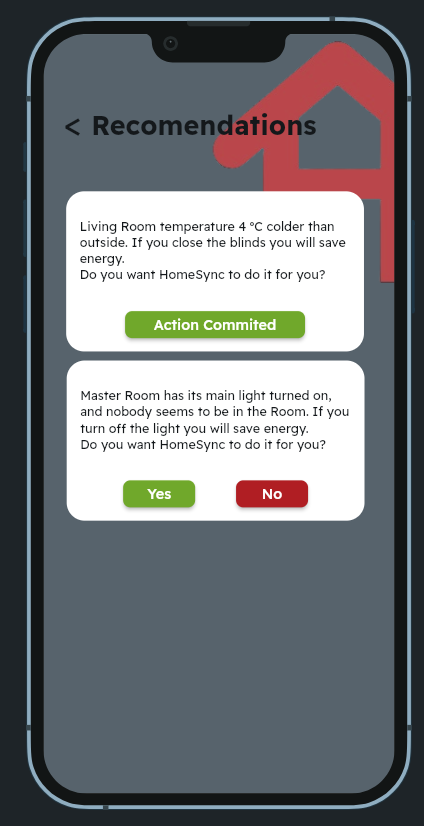 < Recomendations
Living Room temperature 4 ºC colder than
outside. If you close the blinds you will save
energy.
Do you want HomeSync to do it for you?
Action Commited
Master Room has its main light turned on,
and nobody seems to be in the Room. If you
turn off the light you will save energy.
Do you want HomeSync to do it for you?
Yes No